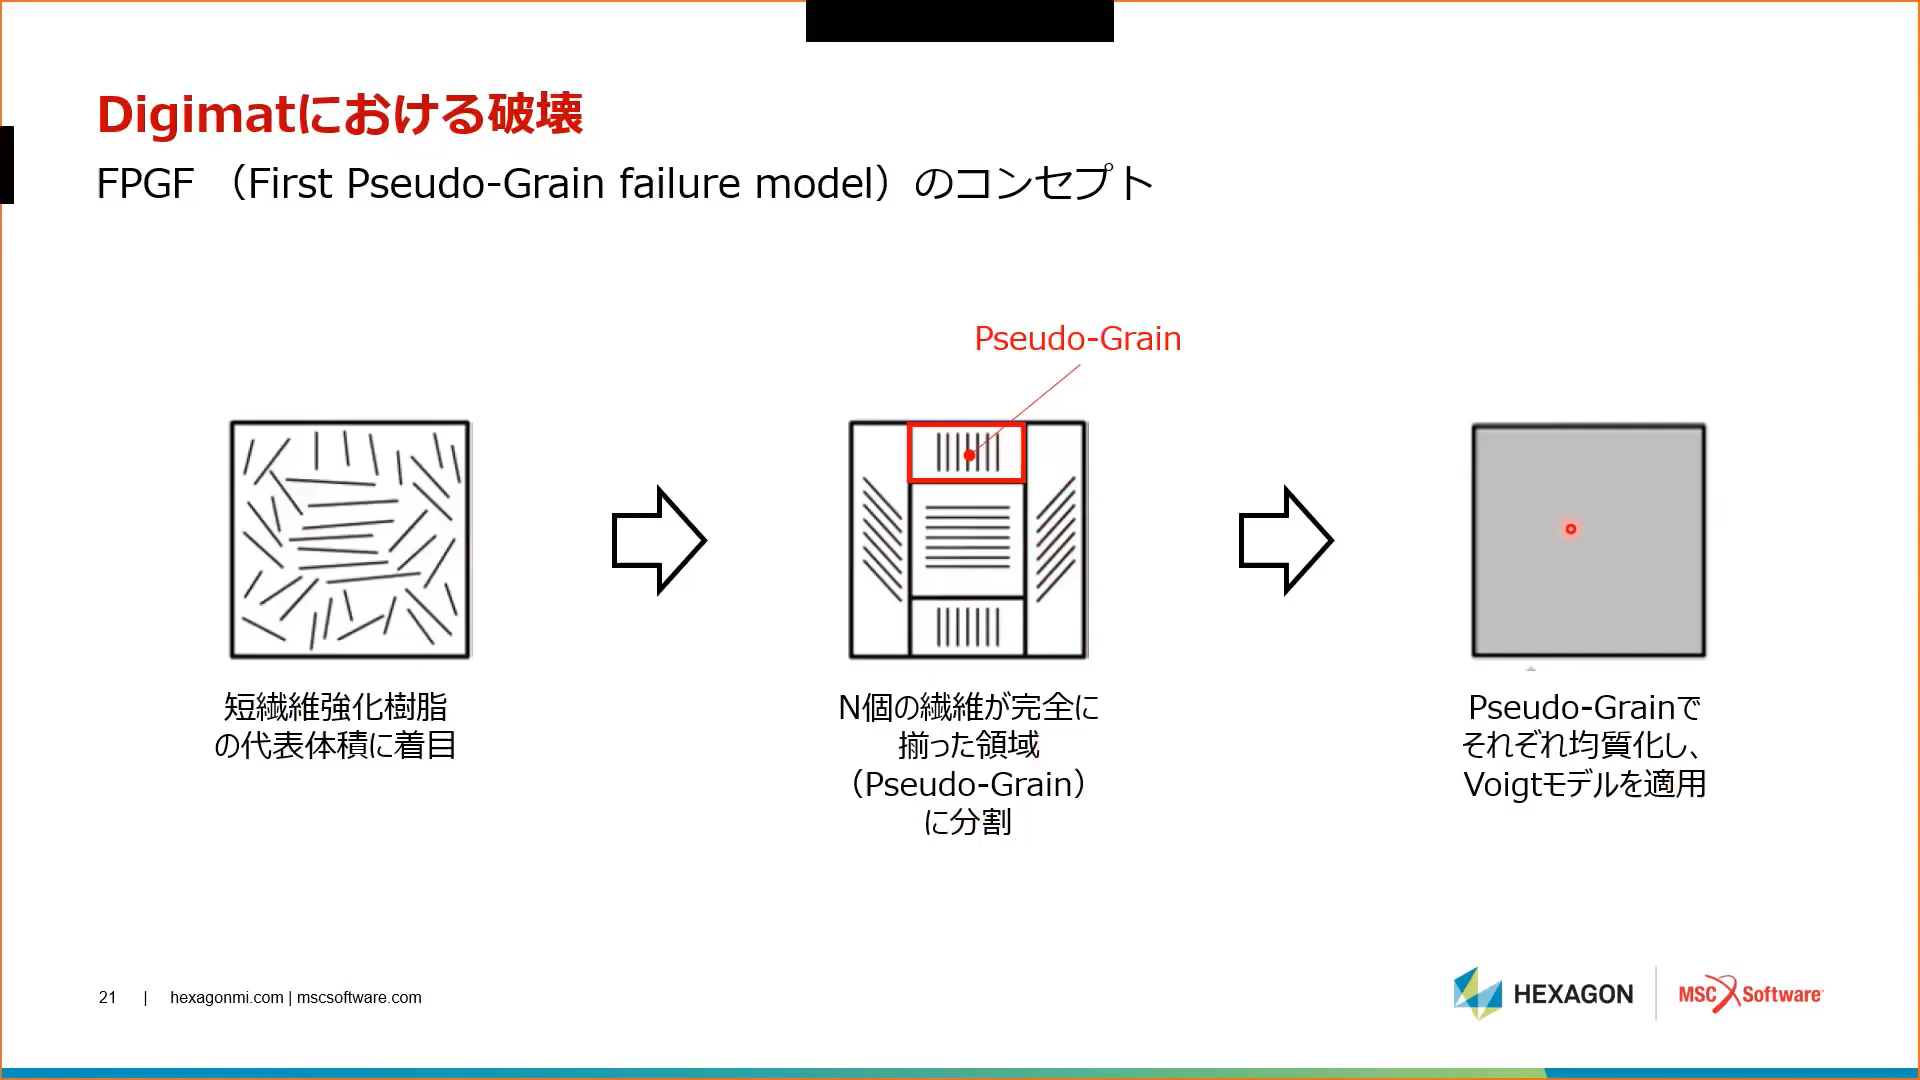 Digimatにおける破壊
FPGF （First Pseudo-Grain failure model）のコンセプト
Pseudo-Grain
短繊維強化樹脂
の代表体積に着目
N個の繊維が完全に
揃った領域
（Pseudo-Grain）
に分割
Pseudo-Grainで
それぞれ均質化し、
Voigtモデルを適用
21 | hexagonmi.com | mscsoftware.com
HEXAGON
MSC Software